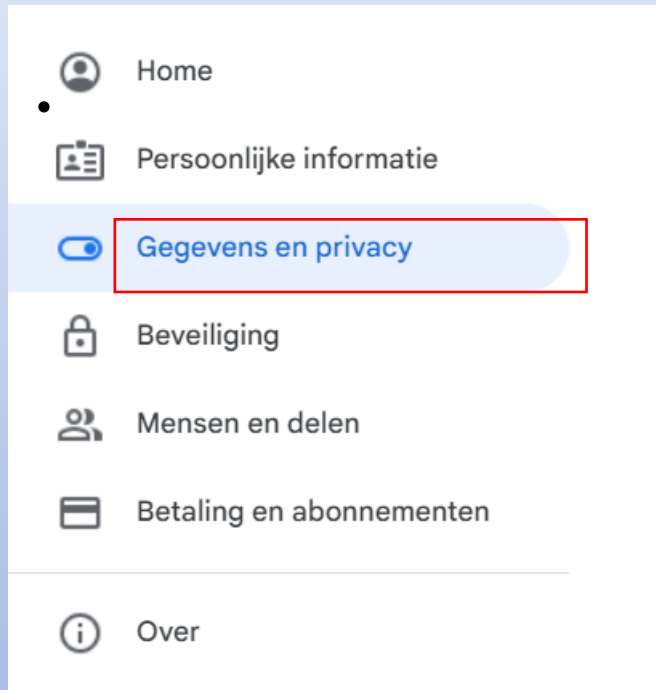 Home
Persoonlijke informatie
Gegevens en privacy
Beveiliging
Mensen en delen
Betaling en abonnementen
Over